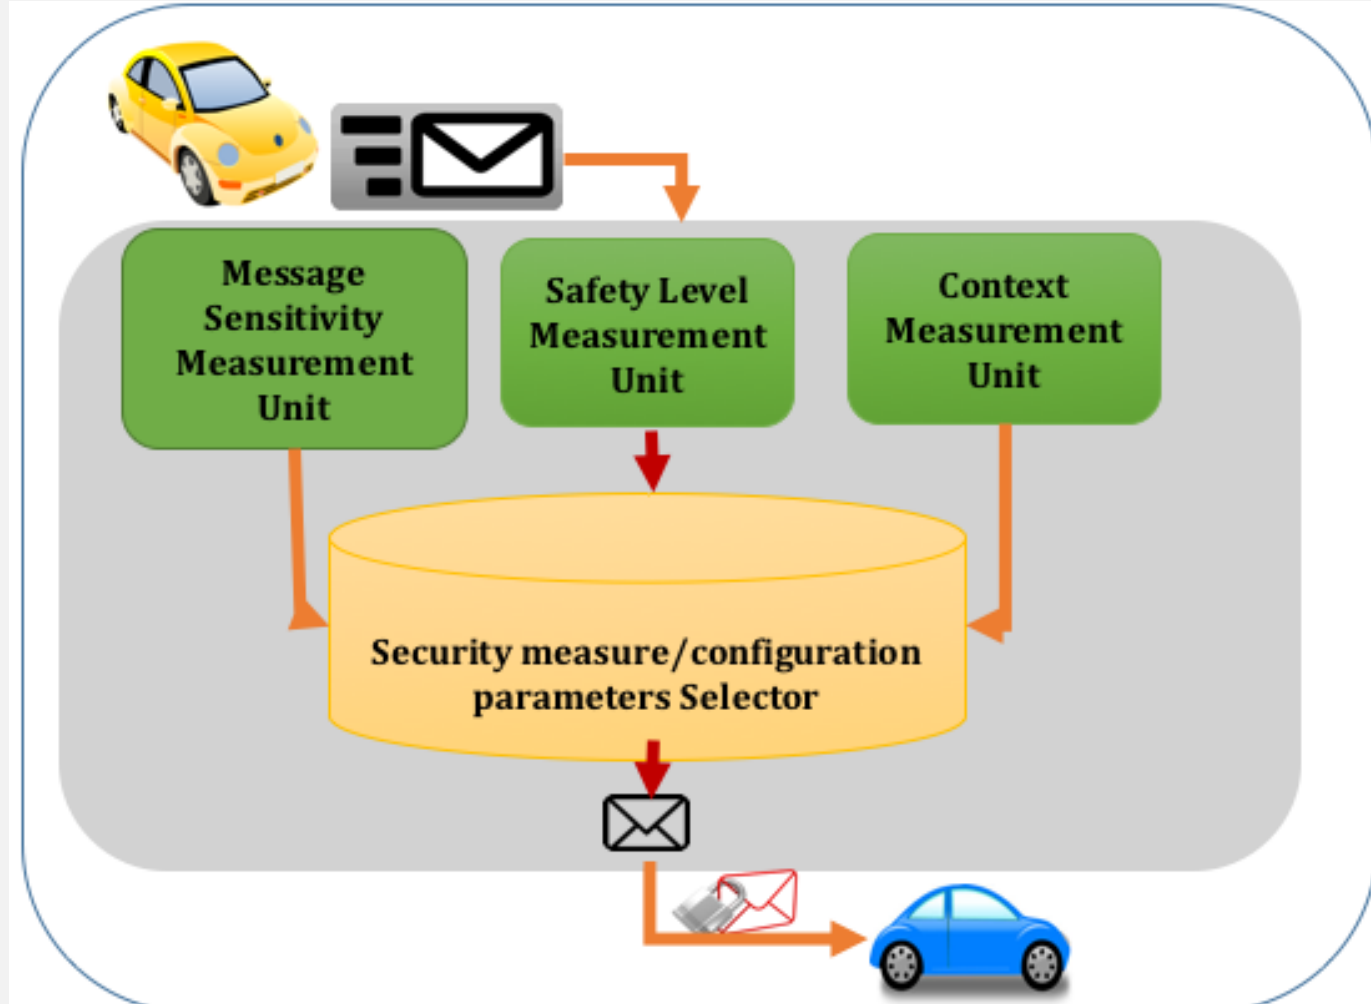 Message
Sensitivity
Measurement
Unit
Safety Level
Measurement
Unit
Context
Measurement
Unit
Security measure/configuration
parameters Selector